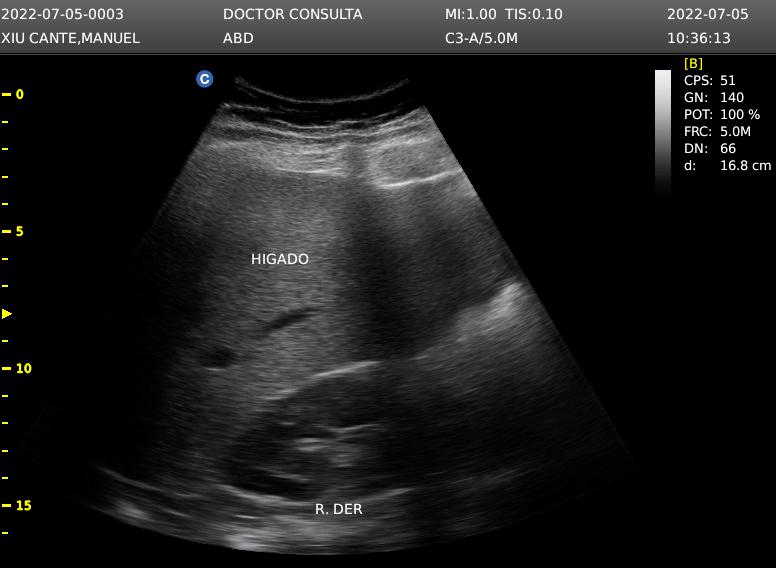 2022-07-05-0003 DOCTOR CONSULTA MI:1.00 TIS:0.10 2022-07-05
XIU CANTE,MANUEL ABD C3-A/5.0M 10:36:13
[B]
C
CPS: 51
GN: 140
POT: 100 %
FRC: 5.0M
DN: 66
d: 16.8 cm
0
5
HIGADO
10
15
R. DER